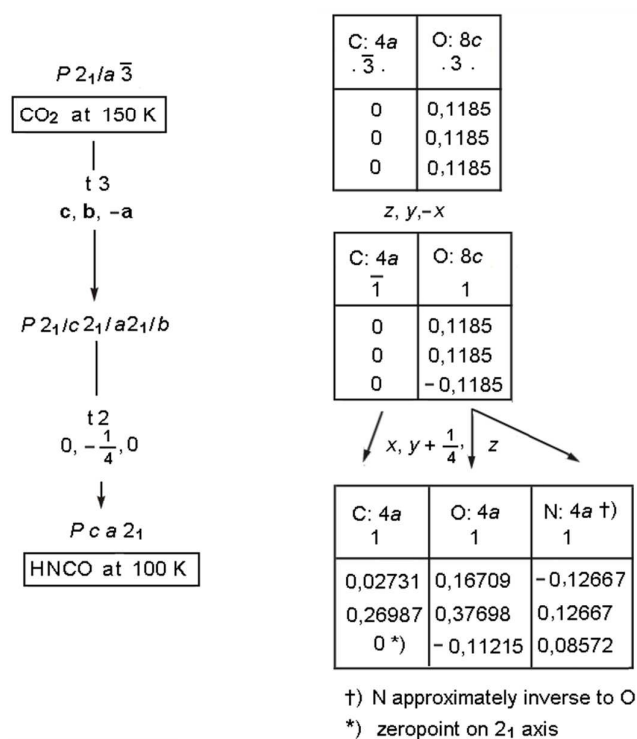 P 2₁/a 3̅
CO₂ at 150 K
t 3
c, b, –a
P 2₁/c 2₁/a 2₁/b
t 2
0, –1/4, 0
P c a 2₁
HNCO at 100 K
C: 4a O: 8c
. 3̅ . . 3 .
0 0,1185
0 0,1185
0 0,1185
z, y,–x
C: 4a O: 8c
1̅ 1
0 0,1185
0 0,1185
0 –0,1185
x, y + 1/4, z
C: 4a O: 4a N: 4a †)
1 1 1
0,02731 0,16709 –0,12667
0,26987 0,37698 0,12667
0 *) –0,11215 0,08572
†) N approximately inverse to O
*) zeropoint on 2₁ axis